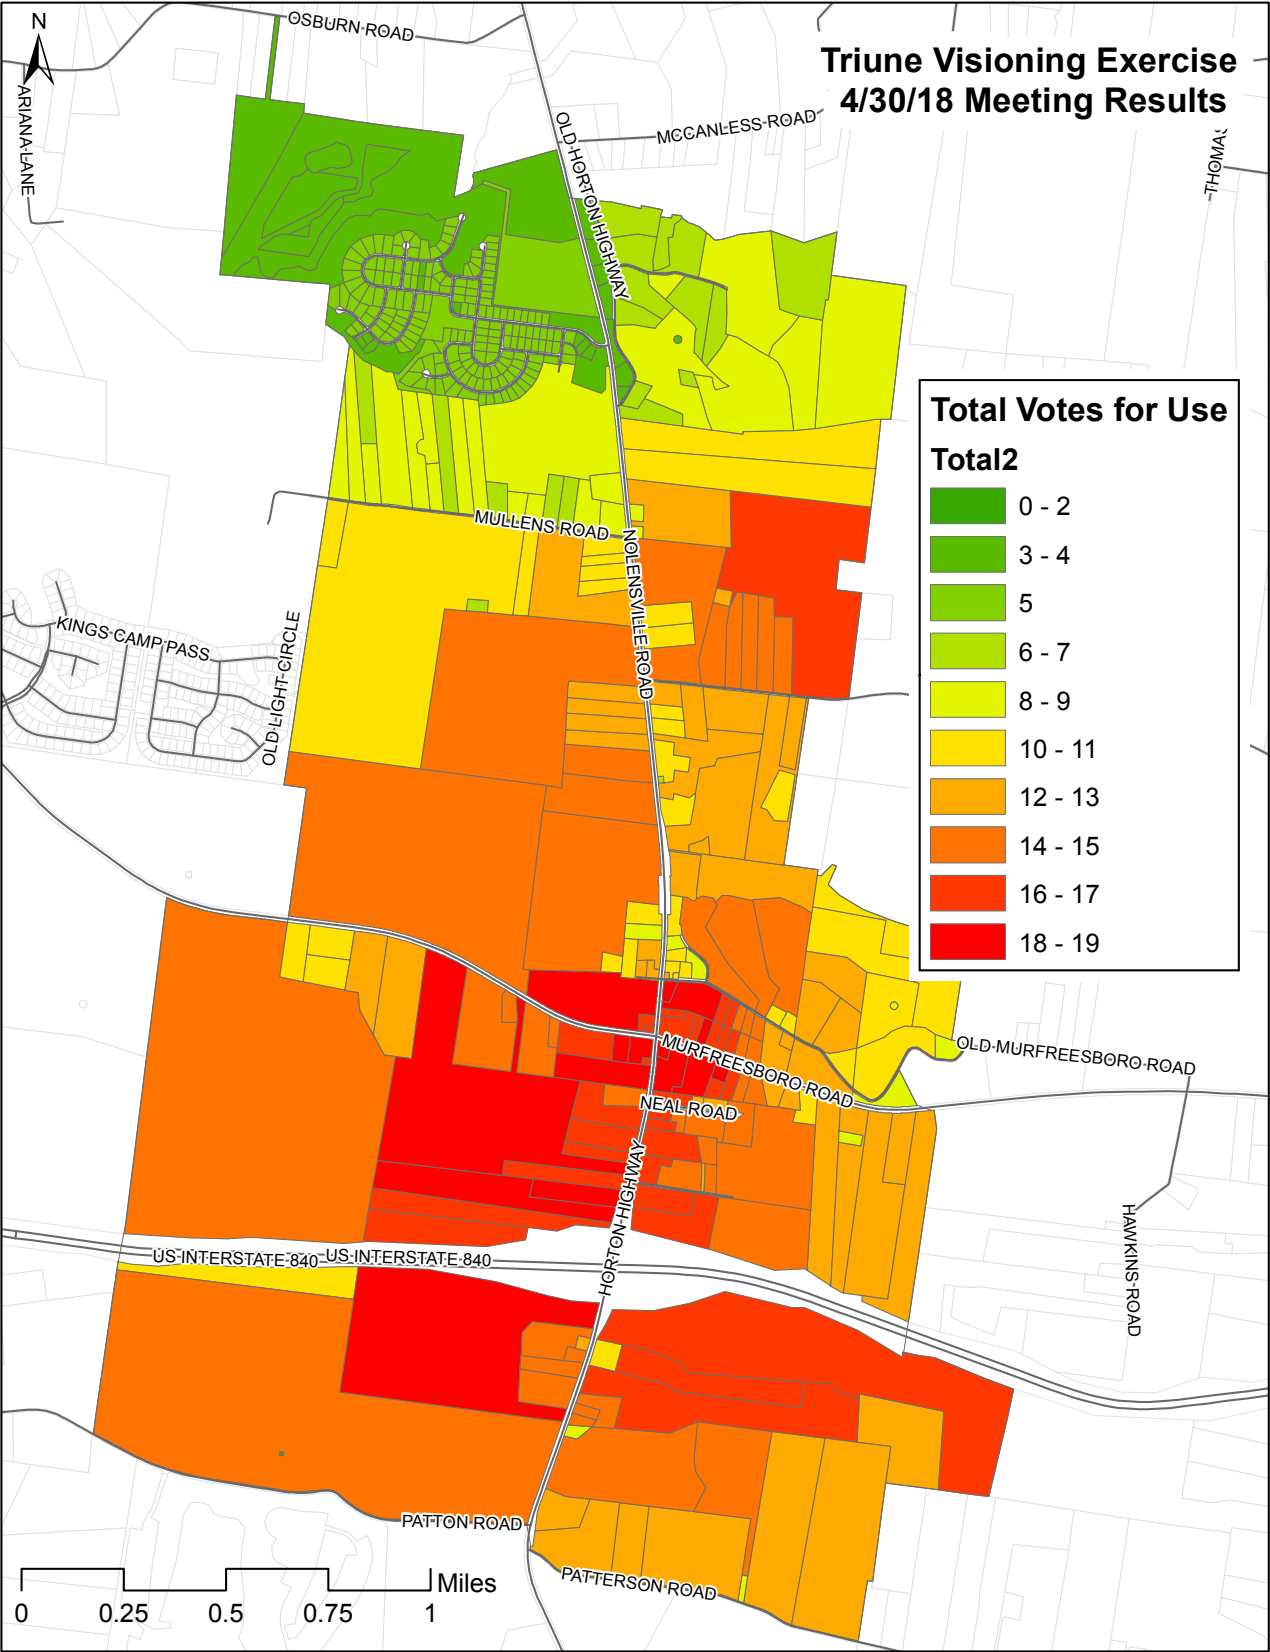 N
OSBURN ROAD
Triune Visioning Exercise
4/30/18 Meeting Results
ARIANA LANE
OLD HORTON HIGHWAY
MCCANLESS ROAD
THOMAS
Total Votes for Use
Total2
0 - 2
3 - 4
5
6 - 7
8 - 9
10 - 11
12 - 13
14 - 15
16 - 17
18 - 19
MULLENS ROAD
NOLENSVILLE ROAD
KINGS CAMP PASS
OLD LIGHT CIRCLE
MURFREESBORO ROAD
OLD MURFREESBORO ROAD
NEAL ROAD
HORTON HIGHWAY
HAWKINS ROAD
US INTERSTATE 840
US INTERSTATE 840
PATTON ROAD
PATTERSON ROAD
Miles
0 0.25 0.5 0.75 1